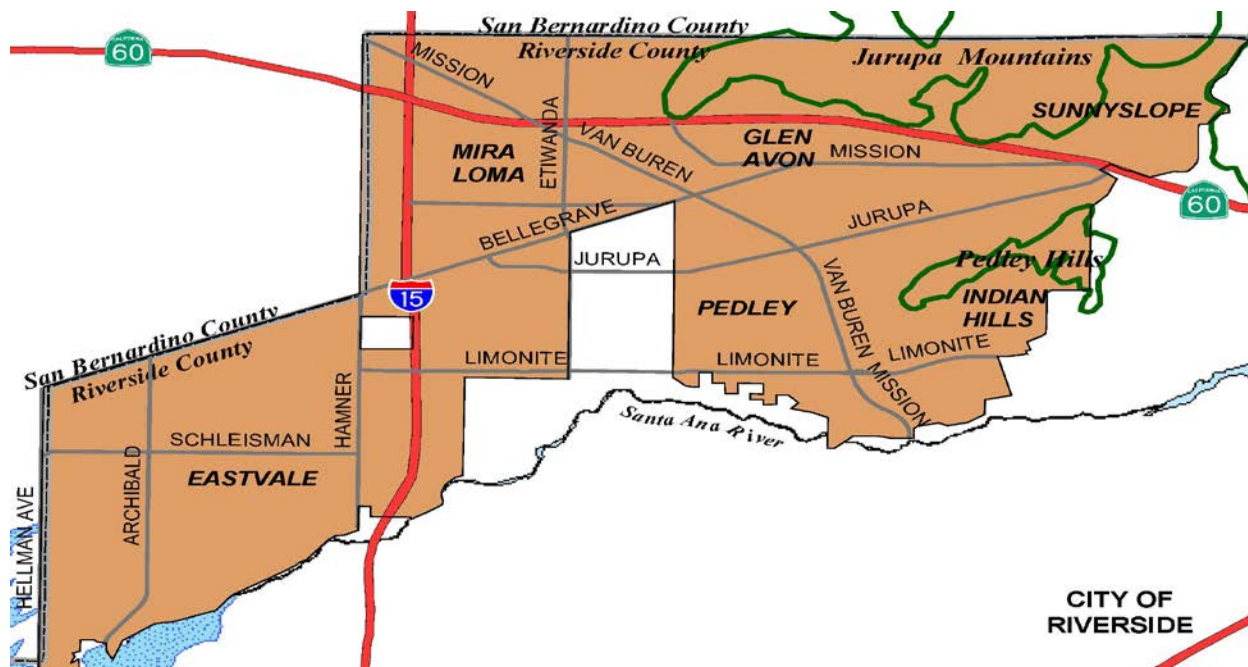 San Bernardino County
Riverside County
CALIFORNIA
60
MISSION
Jurupa Mountains
SUNNYSLOPE
ETIWANDA
VAN BUREN
GLEN
AVON
MISSION
MIRA
LOMA
CALIFORNIA
60
BELLEGRAVE
JURUPA
JURUPA
Pedley Hills
INDIAN
HILLS
VAN BUREN
PEDLEY
15
San Bernardino County
Riverside County
LIMONITE
LIMONITE
LIMONITE
MISSION
HAMNER
Santa Ana River
SCHLEISMAN
EASTVALE
ARCHIBALD
HELLMAN AVE
CITY OF
RIVERSIDE